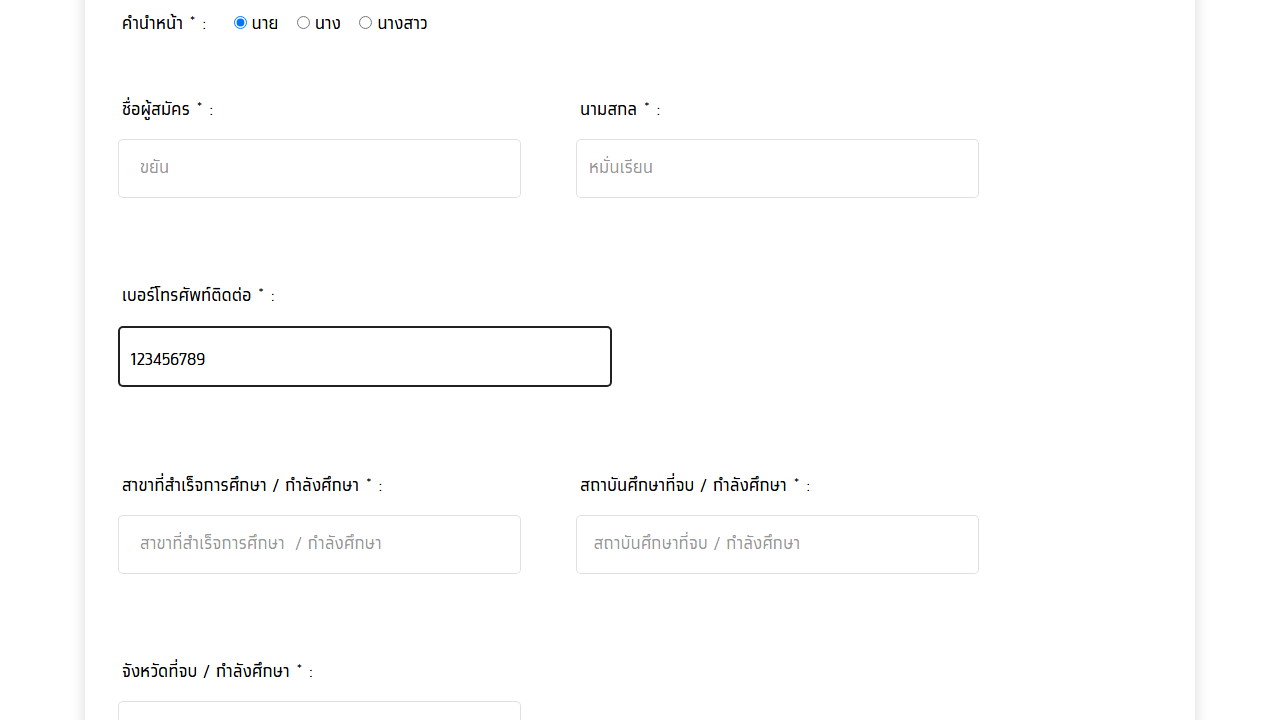 คำนำหน้า * : นาย นาง นางสาว
ชื่อผู้สมัคร * : นามสกล * :
ขยัน หมั่นเรียน
เบอร์โทรศัพท์ติดต่อ * :
123456789
สาขาที่สำเร็จการศึกษา / กำลังศึกษา * : สถาบันศึกษาที่จบ / กำลังศึกษา * :
สาขาที่สำเร็จการศึกษา / กำลังศึกษา สถาบันศึกษาที่จบ / กำลังศึกษา
จังหวัดที่จบ / กำลังศึกษา * :